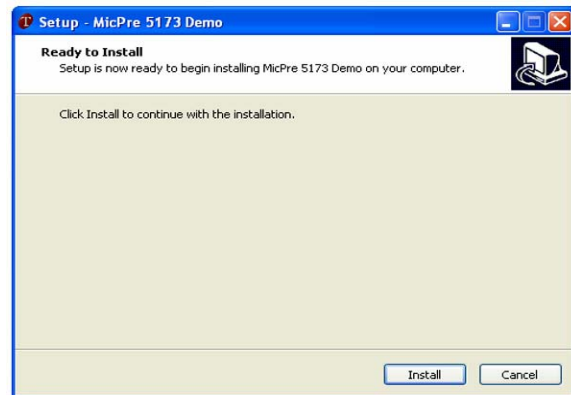 Setup - MicPre 5173 Demo
Ready to Install
Setup is now ready to begin installing MicPre 5173 Demo on your computer.
Click Install to continue with the installation.
Install
Cancel